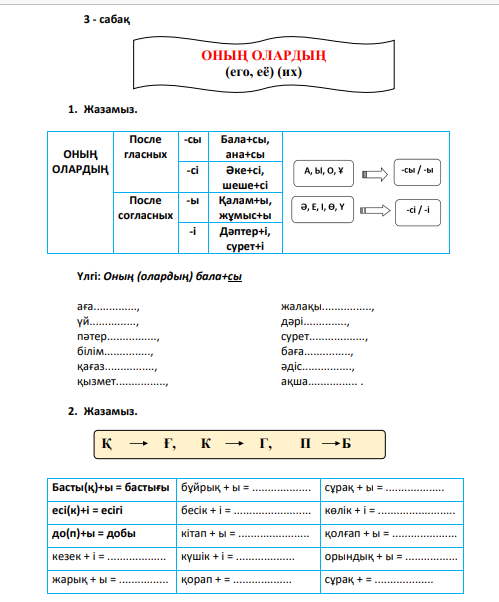 3 - сабақ
ОНЫҢ ОЛАРДЫҢ
(его, её) (их)
1. Жазамыз.
ОНЫҢ ОЛАРДЫҢ
После гласных
-сы
Бала+сы,
ана+сы
-сі
Әке+сі,
шеше+сі
После согласных
-ы
Қалам+ы,
жұмыс+ы
-і
Дәптер+і,
сурет+і
А, Ы, О, Ұ
-сы / -ы
Ә, Е, І, Ө, Ү
-сі / -і
Үлгі: Оның (олардың) бала+сы
аға..............,
жалақы................,
үй...............,
дәрі..............,
пәтер................,
сурет..................,
білім...............,
баға...............,
қағаз................,
әдіс................,
қызмет................,
ақша................ .
2. Жазамыз.
Қ → Ғ, К → Г, П → Б
Басты(қ)+ы = бастығы
бұйрық + ы = ..................
сұрақ + ы = ..................
есі(к)+і = есігі
бесік + і = ........................
көлік + і = ........................
до(п)+ы = добы
кітап + ы = .......................
қолғап + ы = ..................
кезек + і = ..................
күшік + і = ..................
орындық + ы = ................
жарық + ы = ...............
қорап + = ..................
сұрақ + = ..................